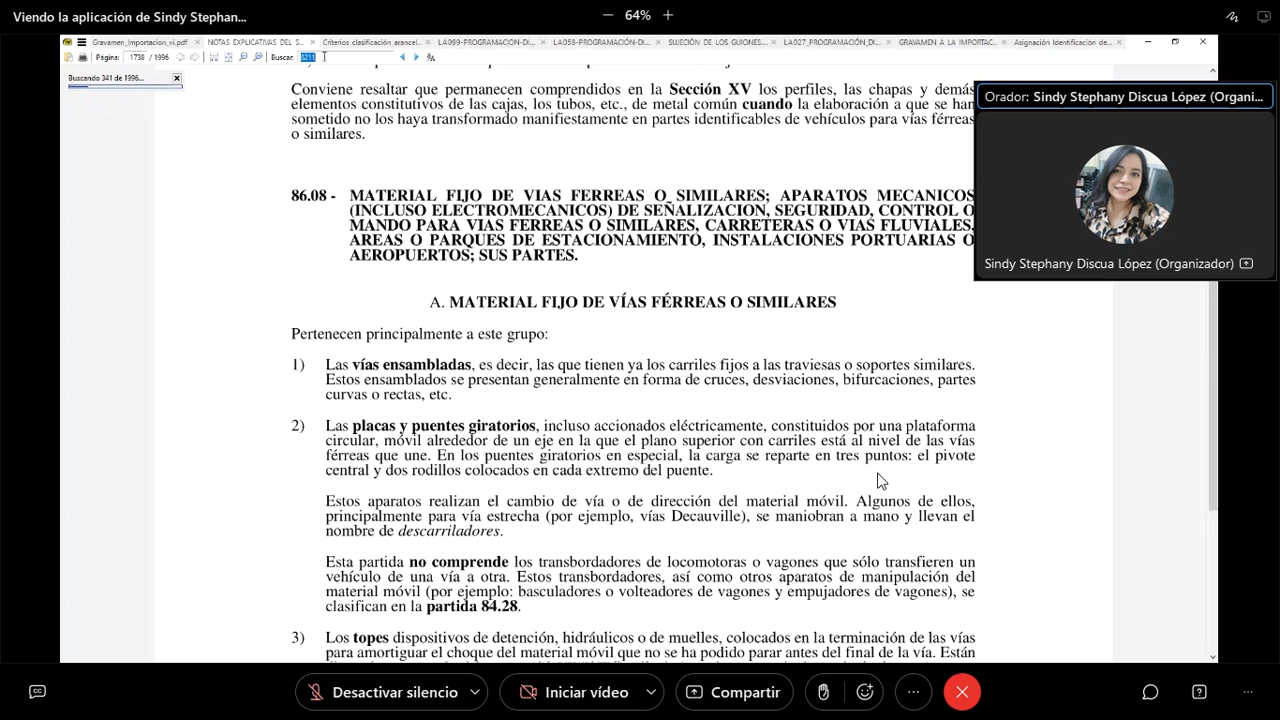 Viendo la aplicación de Sindy Stephan...
64%
Gravamen_importacion_vi.pdf
NOTAS EXPLICATIVAS DEL S...
Criterios clasificación arancel...
LA099-PROGRAMACION-DI...
LA058-PROGRAMACIÓN-DI...
SUJECIÓN DE LOS GUIONES...
LA027_PROGRAMACIÓN_DI...
GRAVAMEN A LA IMPORTAC...
Asignación Identificación de...
Página: 1738 / 1996
Buscar:
Buscando 341 de 1996...
Conviene resaltar que permanecen comprendidos en la Sección XV los perfiles, las chapas y demás
elementos constitutivos de las cajas, los tubos, etc., de metal común cuando la elaboración a que se han
sometido no los haya transformado manifiestamente en partes identificables de vehículos para vías férreas
o similares.
Orador: Sindy Stephany Discua López (Organi...
Sindy Stephany Discua López (Organizador)
86.08 - MATERIAL FIJO DE VIAS FERREAS O SIMILARES; APARATOS MECANICOS
(INCLUSO ELECTROMECANICOS) DE SEÑALIZACION, SEGURIDAD, CONTROL O
MANDO PARA VIAS FERREAS O SIMILARES, CARRETERAS O VIAS FLUVIALES,
AREAS O PARQUES DE ESTACIONAMIENTO, INSTALACIONES PORTUARIAS O
AEROPUERTOS; SUS PARTES.
A. MATERIAL FIJO DE VÍAS FÉRREAS O SIMILARES
Pertenecen principalmente a este grupo:
1) Las vías ensambladas, es decir, las que tienen ya los carriles fijos a las traviesas o soportes similares.
Estos ensamblados se presentan generalmente en forma de cruces, desviaciones, bifurcaciones, partes
curvas o rectas, etc.
2) Las placas y puentes giratorios, incluso accionados eléctricamente, constituidos por una plataforma
circular, móvil alrededor de un eje en la que el plano superior con carriles está al nivel de las vías
férreas que une. En los puentes giratorios en especial, la carga se reparte en tres puntos: el pivote
central y dos rodillos colocados en cada extremo del puente.
Estos aparatos realizan el cambio de vía o de dirección del material móvil. Algunos de ellos,
principalmente para vía estrecha (por ejemplo, vías Decauville), se maniobran a mano y llevan el
nombre de descarriladores.
Esta partida no comprende los transbordadores de locomotoras o vagones que sólo transfieren un
vehículo de una vía a otra. Estos transbordadores, así como otros aparatos de manipulación del
material móvil (por ejemplo: basculadores o volteadores de vagones y empujadores de vagones), se
clasifican en la partida 84.28.
3) Los topes dispositivos de detención, hidráulicos o de muelles, colocados en la terminación de las vías
para amortiguar el choque del material móvil que no se ha podido parar antes del final de la vía. Están
Desactivar silencio
Iniciar vídeo
Compartir